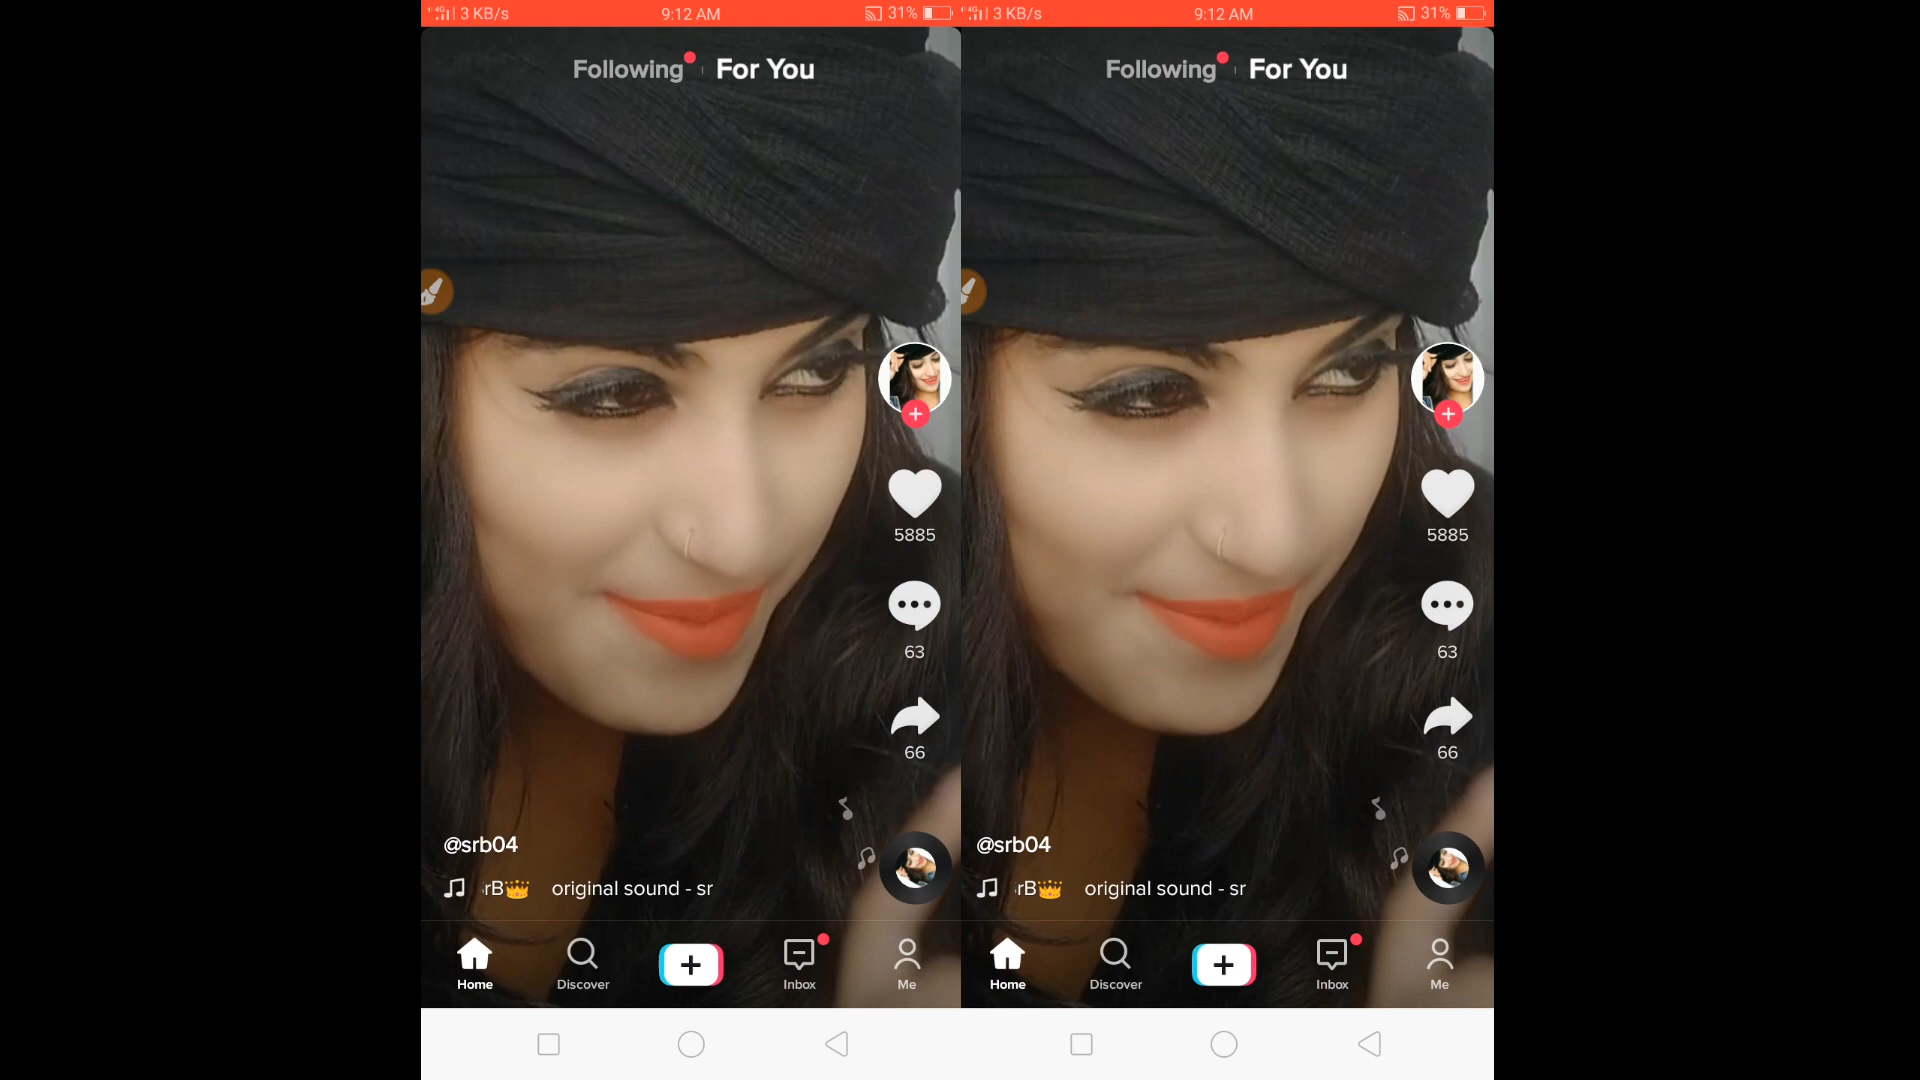 4G 3 KB/s 9:12 AM 31%
Following For You
5885
63
66
@srb04
rB👑 original sound - sr
Home Discover Inbox Me
4G 3 KB/s 9:12 AM 31%
Following For You
5885
63
66
@srb04
rB👑 original sound - sr
Home Discover Inbox Me